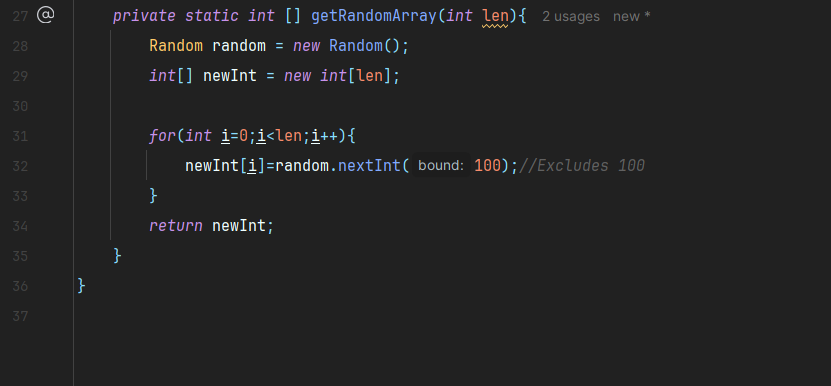 27 @ private static int [] getRandomArray(int len){ 2 usages new *
28 Random random = new Random();
29 int[] newInt = new int[len];
30
31 for(int i=0;i<len;i++){
32 newInt[i]=random.nextInt( bound: 100);//Excludes 100
33 }
34 return newInt;
35 }
36 }
37